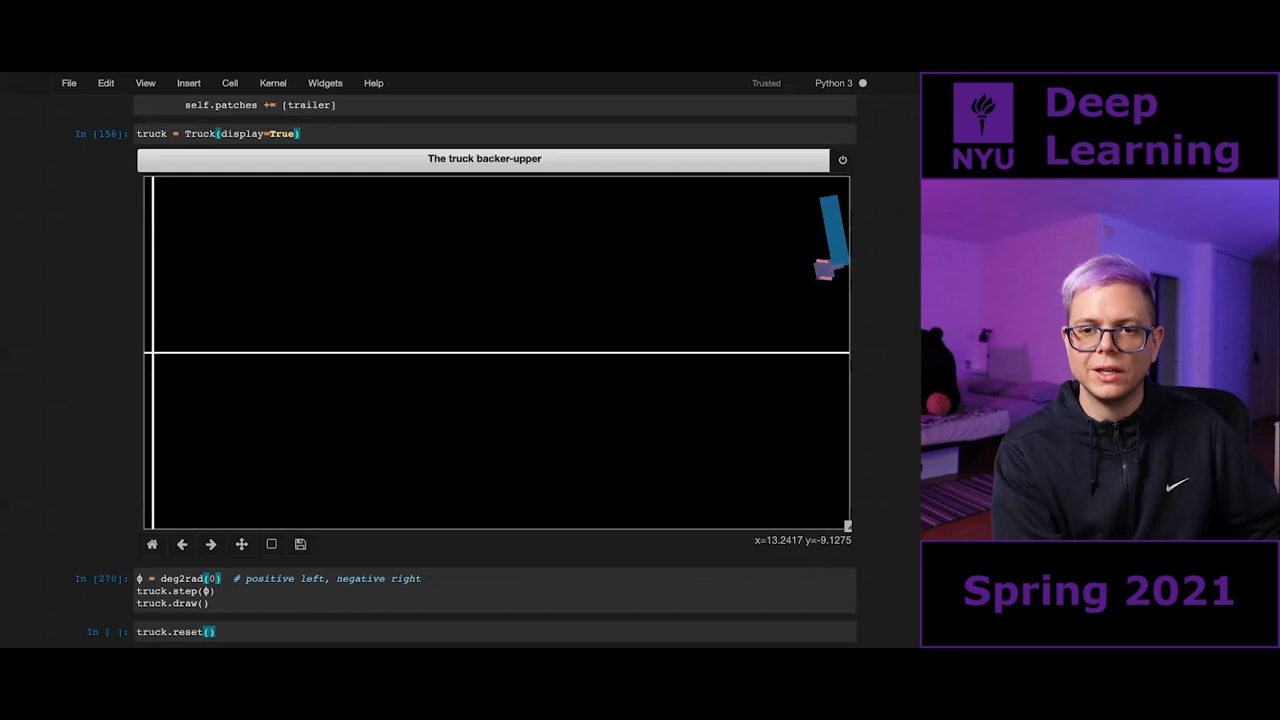 File Edit View Insert Cell Kernel Widgets Help Trusted Python 3
self.patches += [trailer]
In [156]: truck = Truck(display=True)
The truck backer-upper
x=13.2417 y=-9.1275
In [270]: ϕ = deg2rad(0)  # positive left, negative right
truck.step(ϕ)
truck.draw()
In [ ]: truck.reset()
NYU
Deep
Learning
Spring 2021